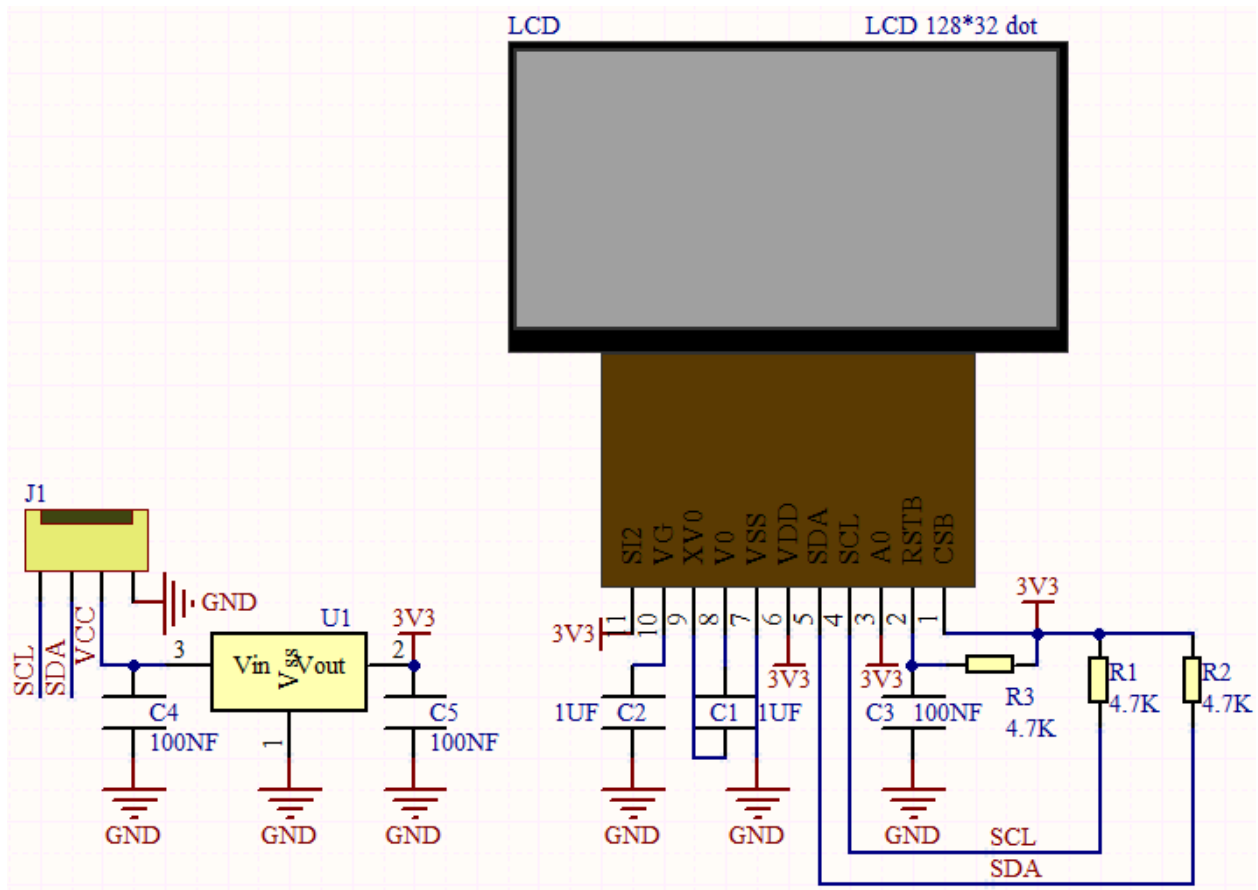 LCD
LCD 128*32 dot
SI2
VG
XV0
V0
VSS
VDD
SDA
SCL
A0
RSTB
CSB
11
10
9
8
7
6
5
4
3
2
1
J1
SCL
SDA
VCC
GND
U1
3
Vin
Vss
Vout
2
1
3V3
C4
100NF
C5
100NF
GND
GND
GND
3V3
3V3
3V3
3V3
1UF
C2
C1
1UF
C3
100NF
R3
4.7K
R1
4.7K
R2
4.7K
GND
GND
GND
SCL
SDA